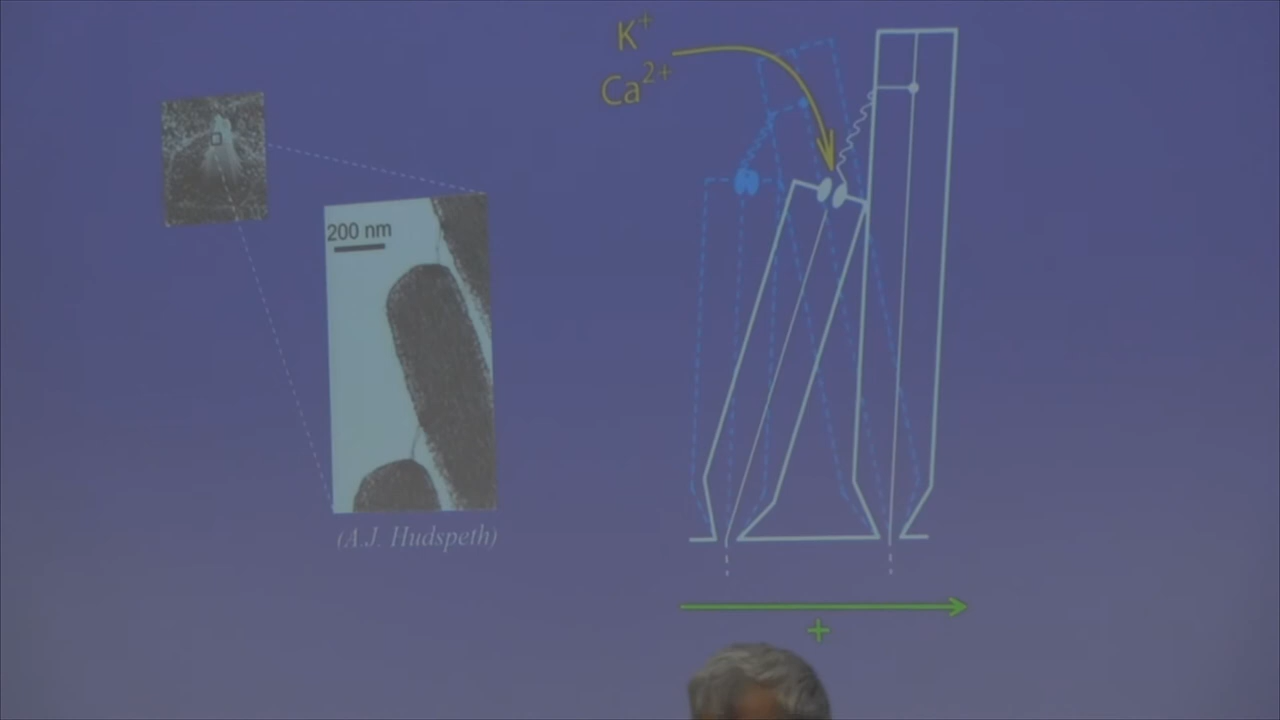 K⁺
Ca²⁺
200 nm
(A.J. Hudspeth)
+